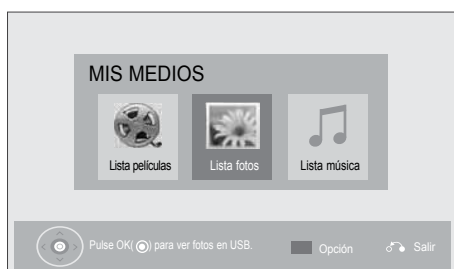 MIS MEDIOS
Lista películas
Lista fotos
Lista música
Pulse OK(◉) para ver fotos en USB.
Opción
Salir